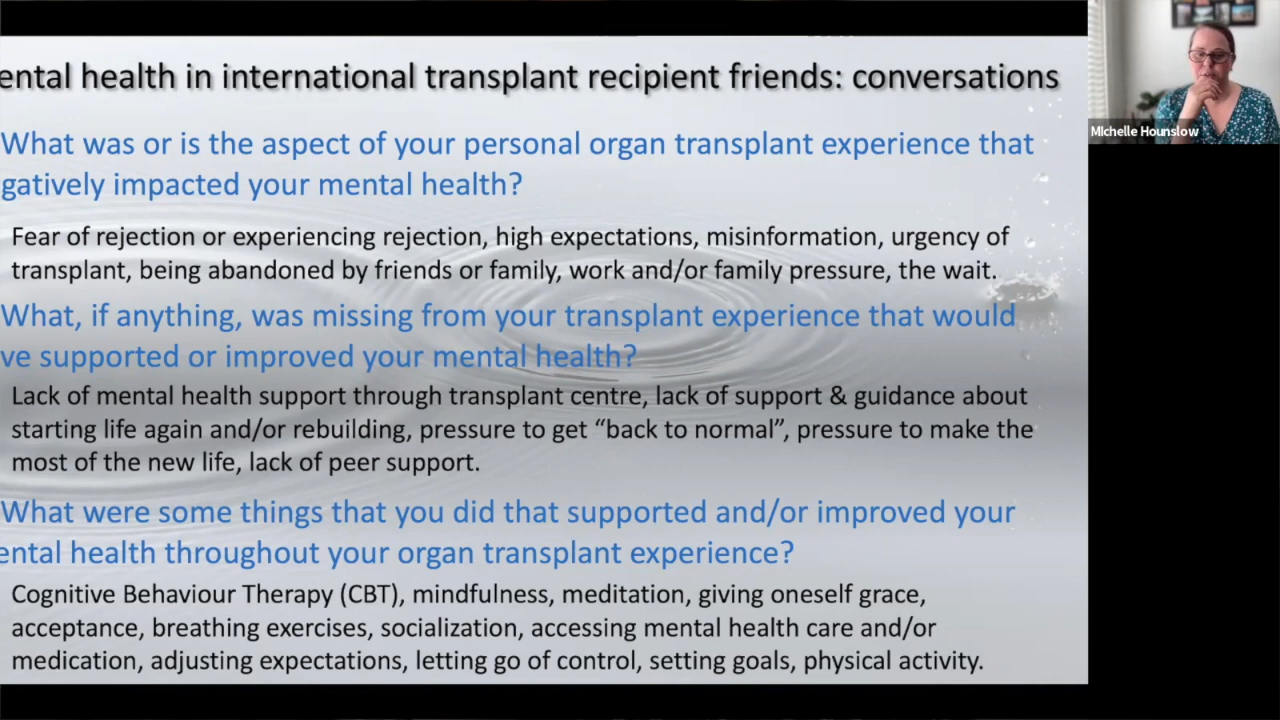 ental health in international transplant recipient friends: conversations
What was or is the aspect of your personal organ transplant experience that
gatively impacted your mental health?
Fear of rejection or experiencing rejection, high expectations, misinformation, urgency of
transplant, being abandoned by friends or family, work and/or family pressure, the wait.
What, if anything, was missing from your transplant experience that would
ve supported or improved your mental health?
Lack of mental health support through transplant centre, lack of support & guidance about
starting life again and/or rebuilding, pressure to get “back to normal”, pressure to make the
most of the new life, lack of peer support.
What were some things that you did that supported and/or improved your
ental health throughout your organ transplant experience?
Cognitive Behaviour Therapy (CBT), mindfulness, meditation, giving oneself grace,
acceptance, breathing exercises, socialization, accessing mental health care and/or
medication, adjusting expectations, letting go of control, setting goals, physical activity.
Michelle Hounslow